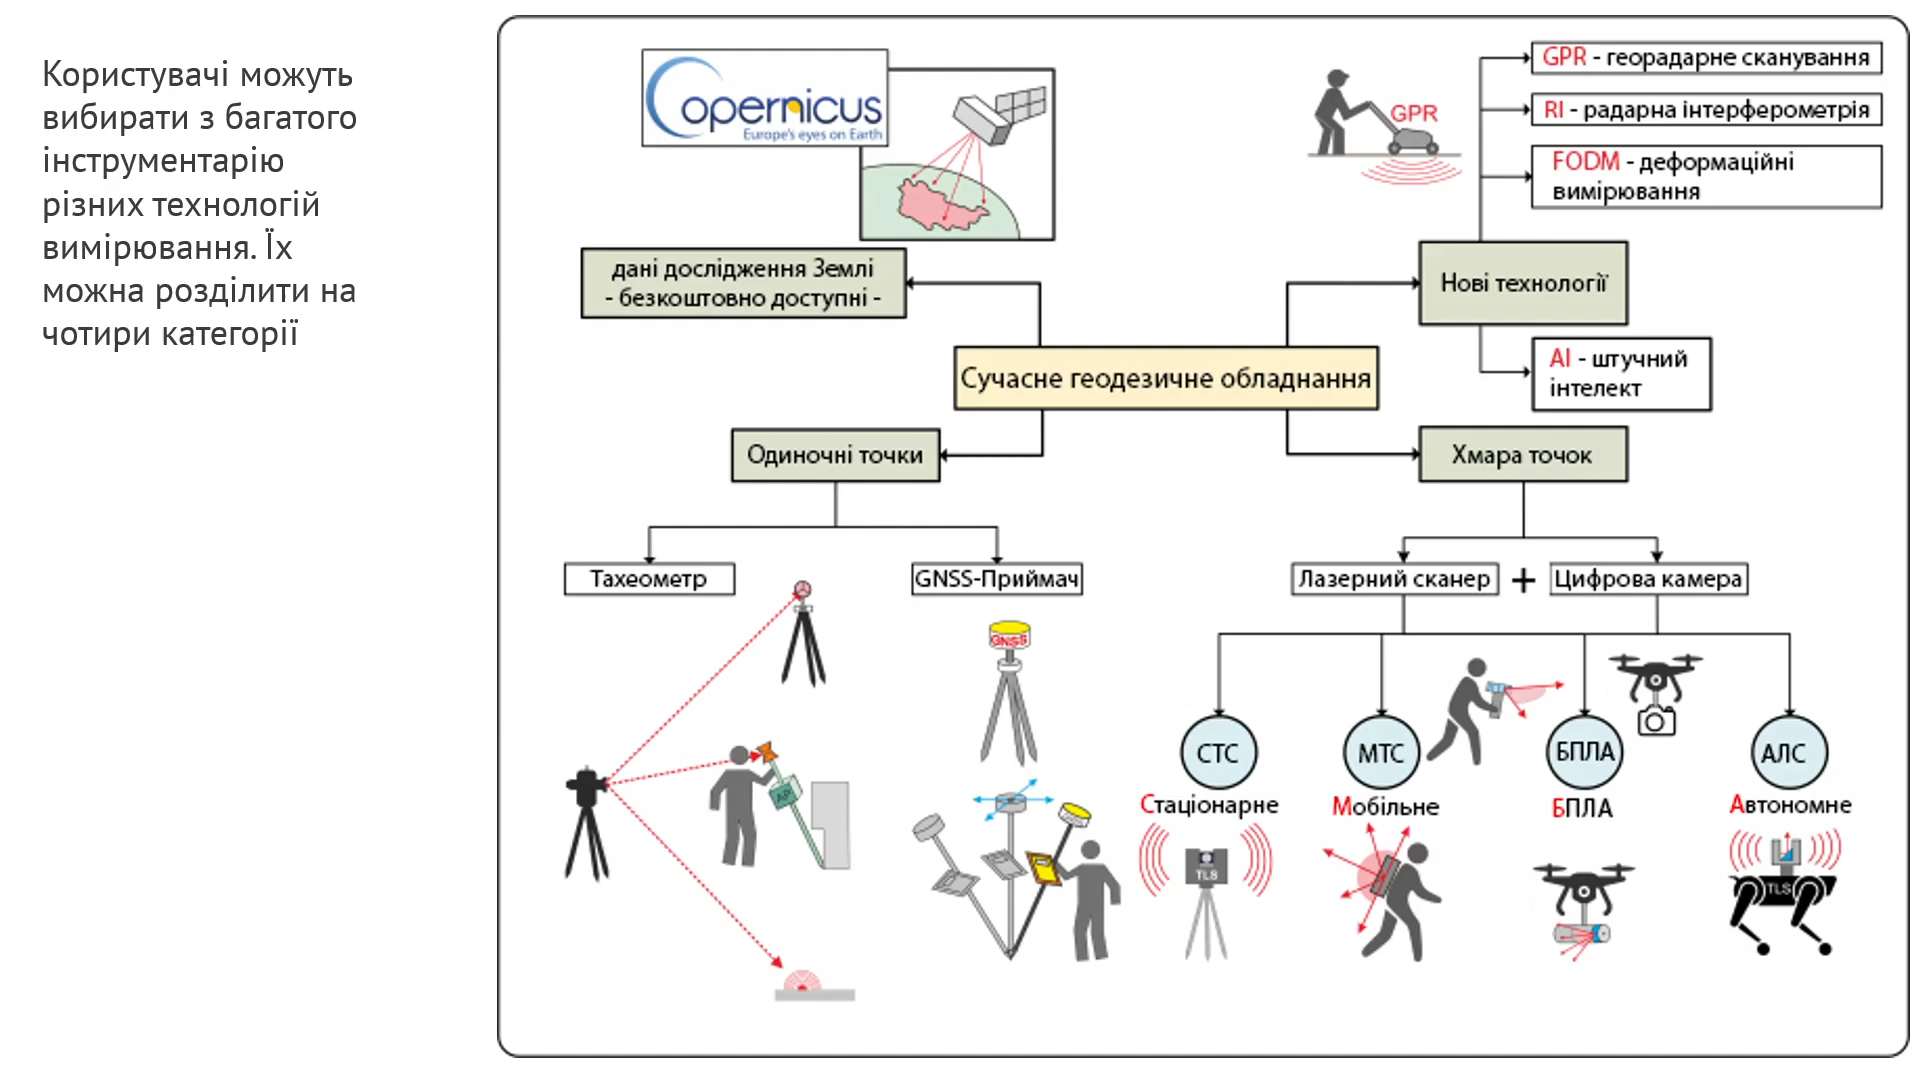 Користувачі можуть
вибирати з багатого
інструментарію
різних технологій
вимірювання. Їх
можна розділити на
чотири категорії
Copernicus
Europe's eyes on Earth
GPR
GPR - георадарне сканування
RI - радарна інтерферометрія
FODM - деформаційні
вимірювання
дані дослідження Землі
- безкоштовно доступні -
Нові технології
AI - штучний
інтелект
Сучасне геодезичне обладнання
Одиночні точки
Хмара точок
Тахеометр
GNSS-Приймач
Лазерний сканер + Цифрова камера
GNSS
AP
СТС
МТС
БПЛА
АЛС
Стаціонарне
Мобільне
БПЛА
Автономне
TLS
TLS